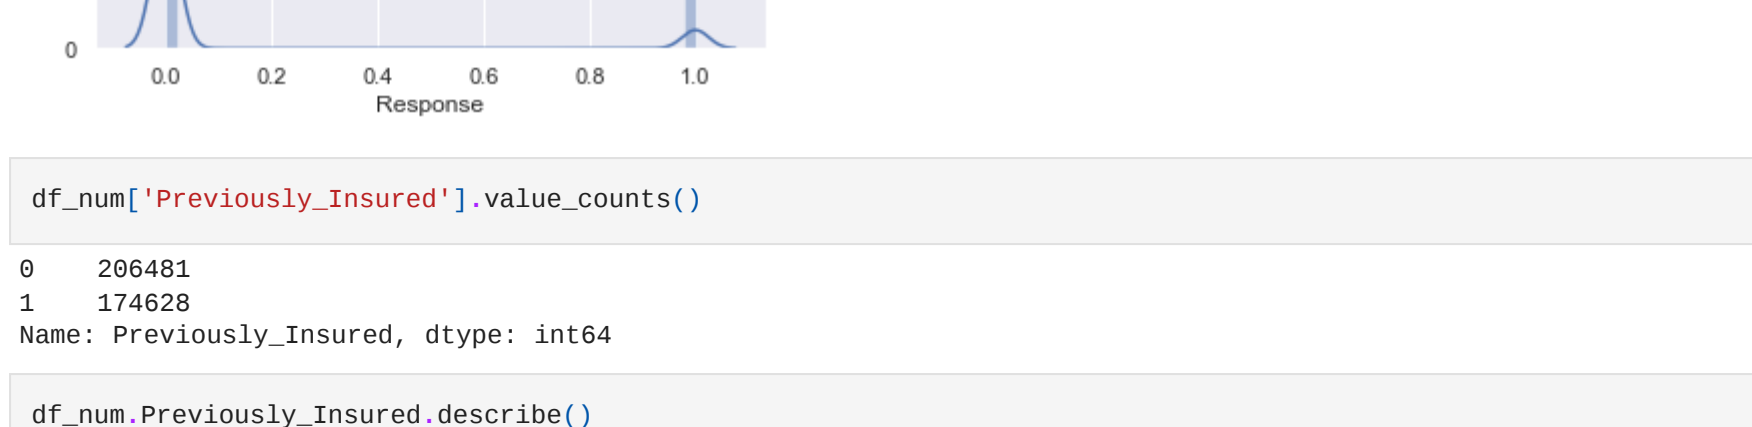 0
0.0 0.2 0.4 0.6 0.8 1.0
Response
df_num['Previously_Insured'].value_counts()
0    206481
1    174628
Name: Previously_Insured, dtype: int64
df_num.Previously_Insured.describe()